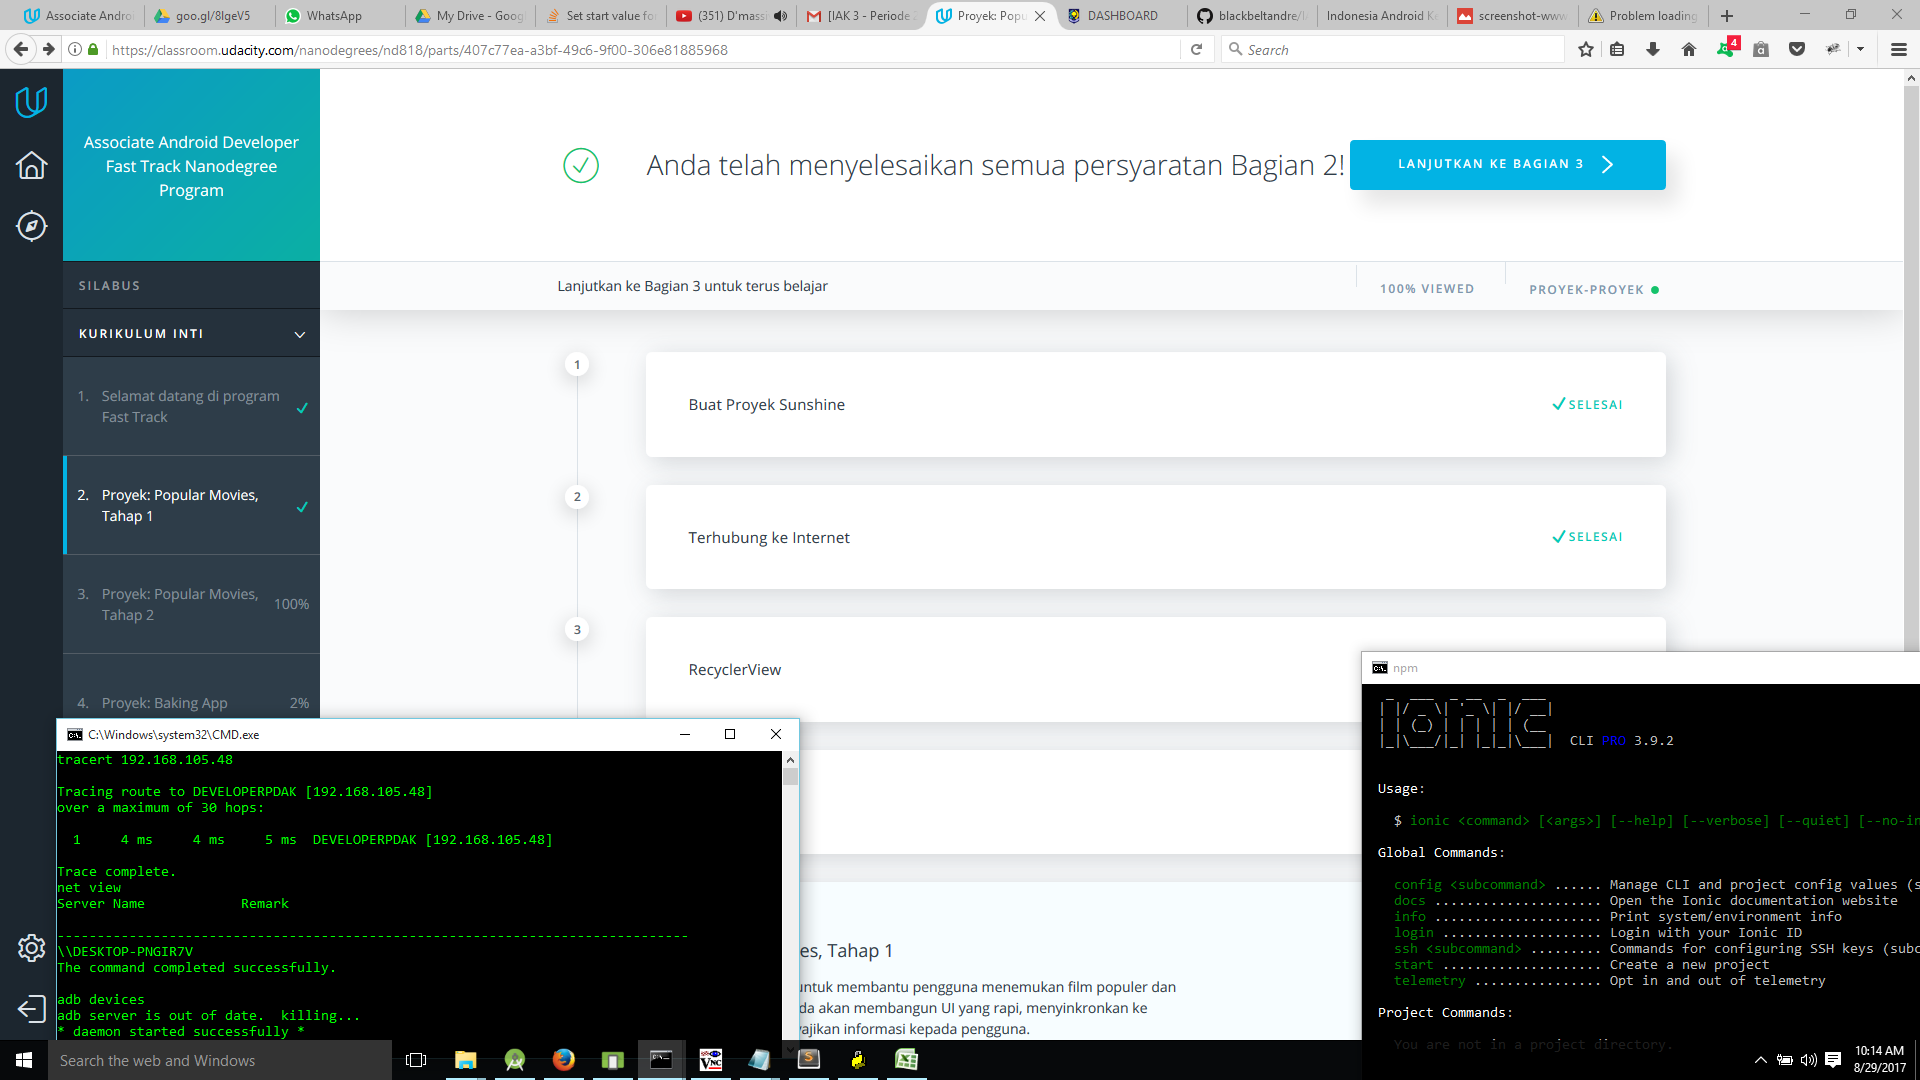 Associate Androi
goo.gl/8IgeV5
WhatsApp
My Drive - Goog
Set start value fo
(351) D'massi
[IAK 3 - Periode 2
Proyek: Popu
DASHBOARD
blackbeltandre/I
Indonesia Android Ke
screenshot-www
Problem loading
https://classroom.udacity.com/nanodegrees/nd818/parts/407c77ea-a3bf-49c6-9f00-306e81885968
Search
4
Associate Android Developer
Fast Track Nanodegree
Program
SILABUS
KURIKULUM INTI
1. Selamat datang di program
Fast Track
2. Proyek: Popular Movies,
Tahap 1
3. Proyek: Popular Movies,
Tahap 2
100%
4. Proyek: Baking App 2%
Anda telah menyelesaikan semua persyaratan Bagian 2!
LANJUTKAN KE BAGIAN 3
Lanjutkan ke Bagian 3 untuk terus belajar
100% VIEWED
PROYEK-PROYEK
1
Buat Proyek Sunshine
SELESAI
2
Terhubung ke Internet
SELESAI
3
RecyclerView
es, Tahap 1
untuk membantu pengguna menemukan film populer dan
da akan membangun UI yang rapi, menyinkronkan ke
yajikan informasi kepada pengguna.
C:\Windows\system32\CMD.exe
tracert 192.168.105.48
Tracing route to DEVELOPERPDAK [192.168.105.48]
over a maximum of 30 hops:
1 4 ms 4 ms 5 ms DEVELOPERPDAK [192.168.105.48]
Trace complete.
net view
Server Name Remark
-------------------------------------------------------------------------------
\\DESKTOP-PNGIR7V
The command completed successfully.
adb devices
adb server is out of date. killing...
* daemon started successfully *
npm
ionic
CLI PRO 3.9.2
Usage:
$ ionic <command> [<args>] [--help] [--verbose] [--quiet] [--no-in
Global Commands:
config <subcommand> ...... Manage CLI and project config values (s
docs ..................... Open the Ionic documentation website
info ..................... Print system/environment info
login .................... Login with your Ionic ID
ssh <subcommand> ......... Commands for configuring SSH keys (subc
start .................... Create a new project
telemetry ................ Opt in and out of telemetry
Project Commands:
You are not in a project directory.
Search the web and Windows
10:14 AM
8/29/2017